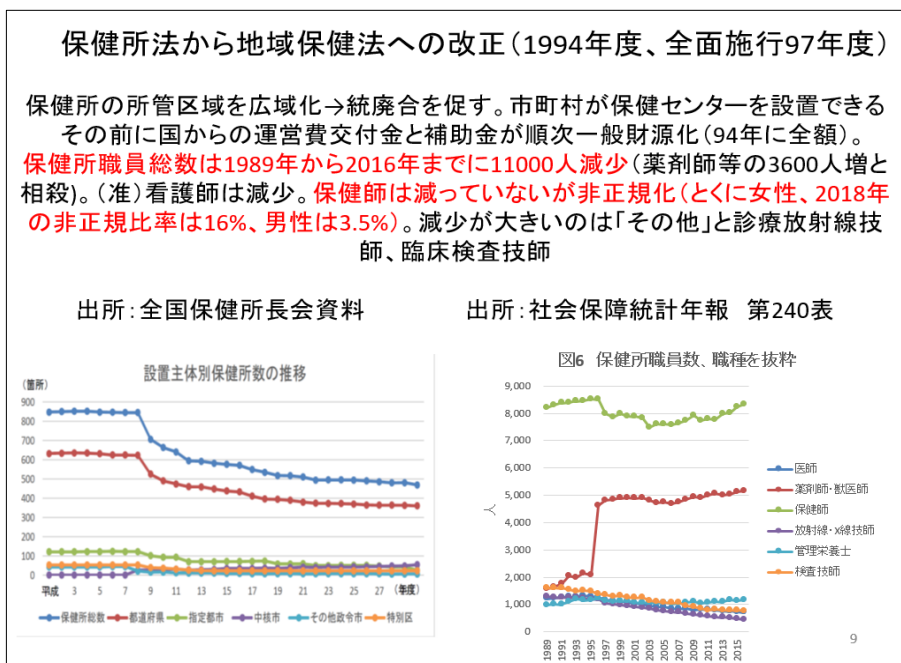 保健所法から地域保健法への改正(1994年度、全面施行97年度)
保健所の所管区域を広域化→統廃合を促す。市町村が保健センターを設置できる
その前に国からの運営費交付金と補助金が順次一般財源化(94年に全額)。
保健所職員総数は1989年から2016年までに11000人減少(薬剤師等の3600人増と
相殺)。(准)看護師は減少。保健師は減っていないが非正規化(とくに女性、2018年
の非正規比率は16%、男性は3.5%)。減少が大きいのは「その他」と診療放射線技
師、臨床検査技師
出所:全国保健所長会資料
出所:社会保障統計年報 第240表
設置主体別保健所数の推移
(箇所)
900
800
700
600
500
400
300
200
100
0
平成 3 5 7 9 11 13 15 17 19 21 23 25 27 (年度)
保健所総数 都道府県 指定都市 中核市 その他政令市 特別区
図6 保健所職員数、職種を抜粋
9,000
8,000
7,000
6,000
5,000
4,000
3,000
2,000
1,000
0
人
1989 1991 1993 1995 1997 1999 2001 2003 2005 2007 2009 2011 2013 2015
医師
薬剤師・獣医師
保健師
放射線・x線技師
管理栄養士
検査技師
9